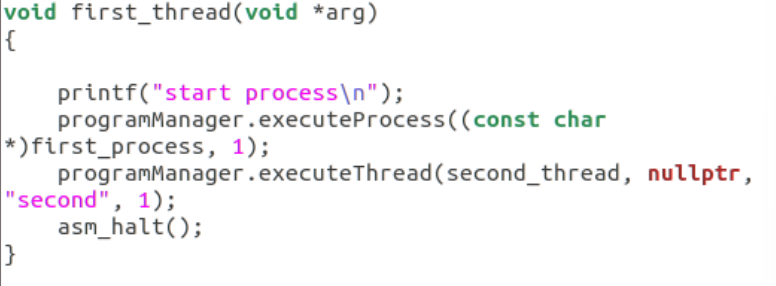 void first_thread(void *arg)
{
    printf("start process\n");
    programManager.executeProcess((const char
*)first_process, 1);
    programManager.executeThread(second_thread, nullptr,
"second", 1);
    asm_halt();
}